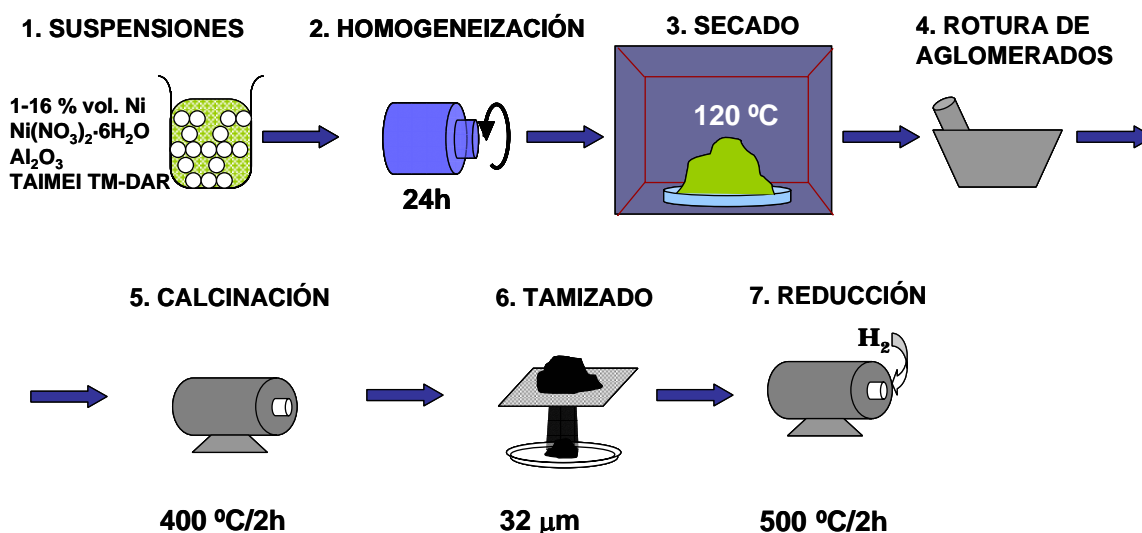 1. SUSPENSIONES
1-16 % vol. Ni
Ni(NO₃)₂-6H₂O
Al₂O₃
TAIMEI TM-DAR
2. HOMOGENEIZACIÓN
24h
3. SECADO
120 ºC
4. ROTURA DE
AGLOMERADOS
5. CALCINACIÓN
400 ºC/2h
6. TAMIZADO
32 μm
7. REDUCCIÓN
H₂
500 ºC/2h